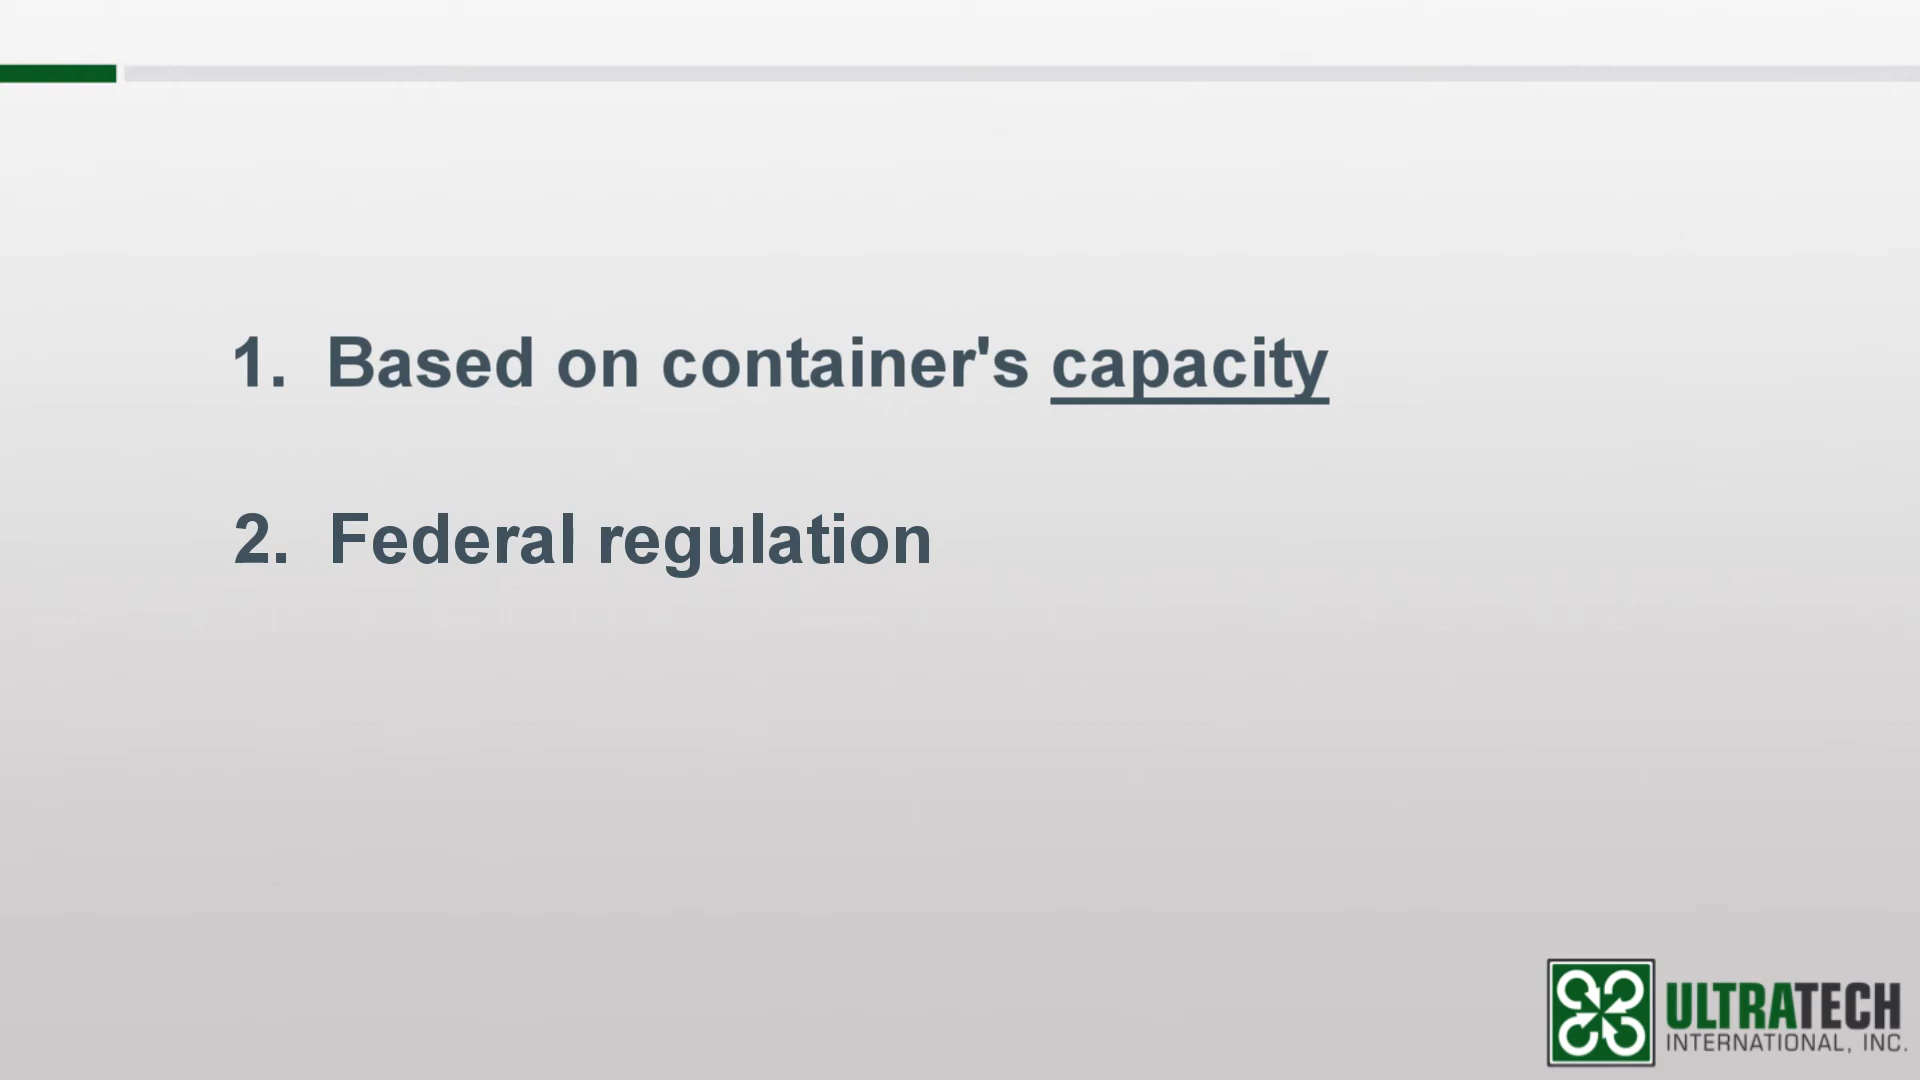 1. Based on container's capacity
2. Federal regulation
ULTRATECH
INTERNATIONAL, INC.